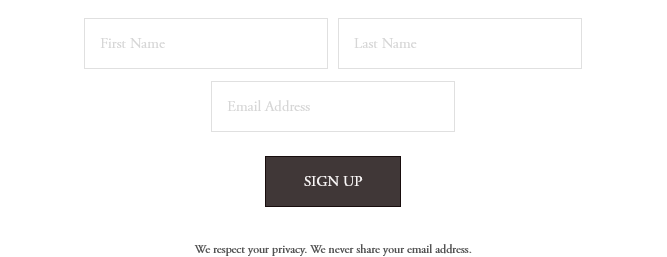 First Name Last Name
Email Address
SIGN UP
We respect your privacy. We never share your email address.